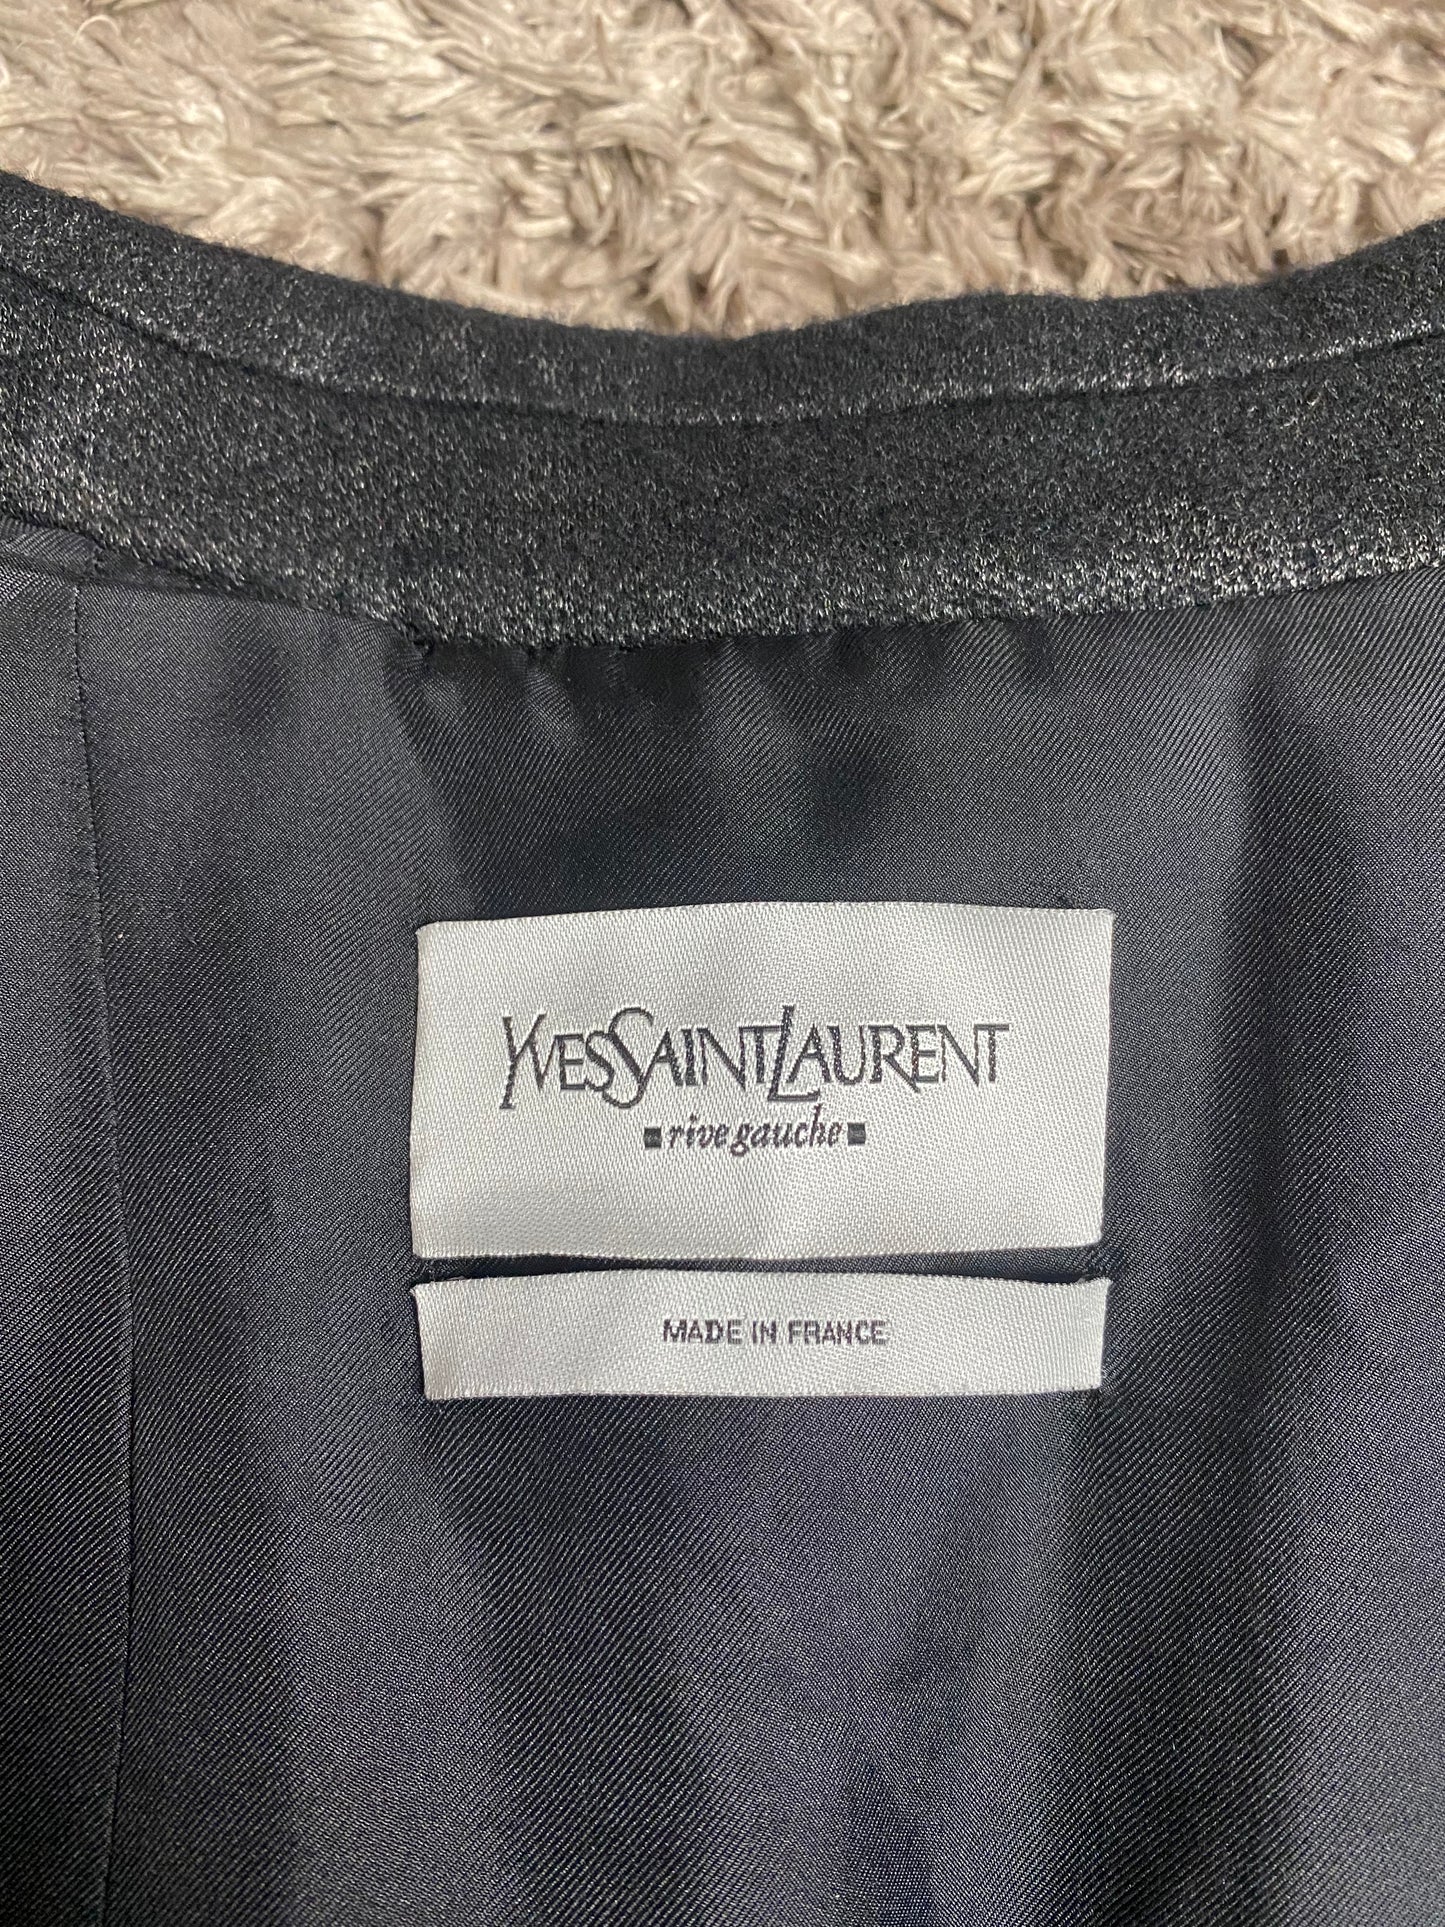 YVESSAINTLAURENT
rive gauche
MADE IN FRANCE